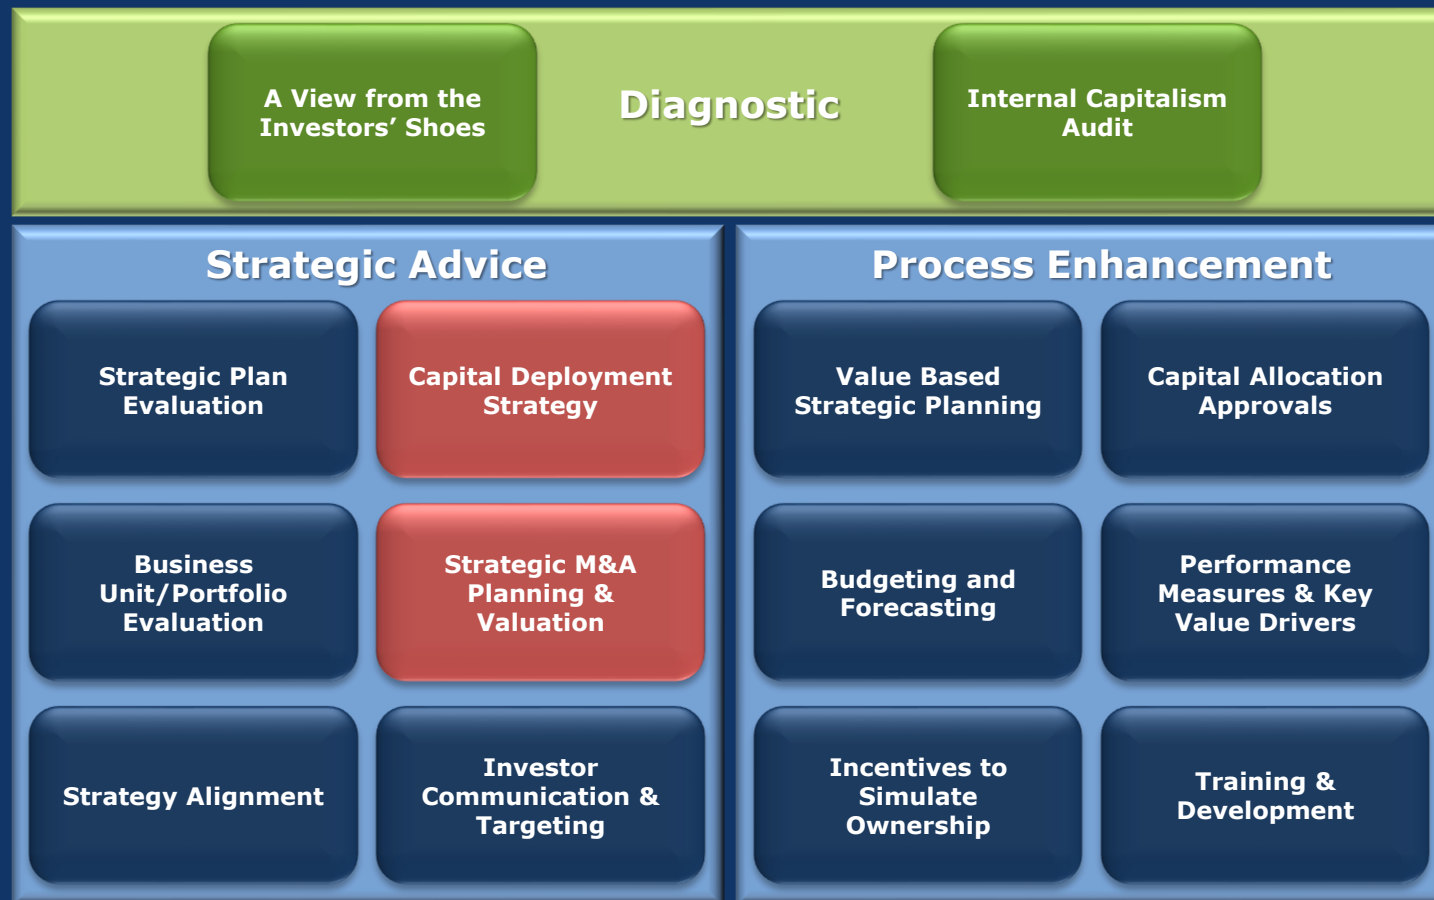 A View from the
Investors’ Shoes
Diagnostic
Internal Capitalism
Audit
Strategic Advice
Strategic Plan
Evaluation
Capital Deployment
Strategy
Business
Unit/Portfolio
Evaluation
Strategic M&A
Planning &
Valuation
Strategy Alignment
Investor
Communication &
Targeting
Process Enhancement
Value Based
Strategic Planning
Capital Allocation
Approvals
Budgeting and
Forecasting
Performance
Measures & Key
Value Drivers
Incentives to
Simulate
Ownership
Training &
Development